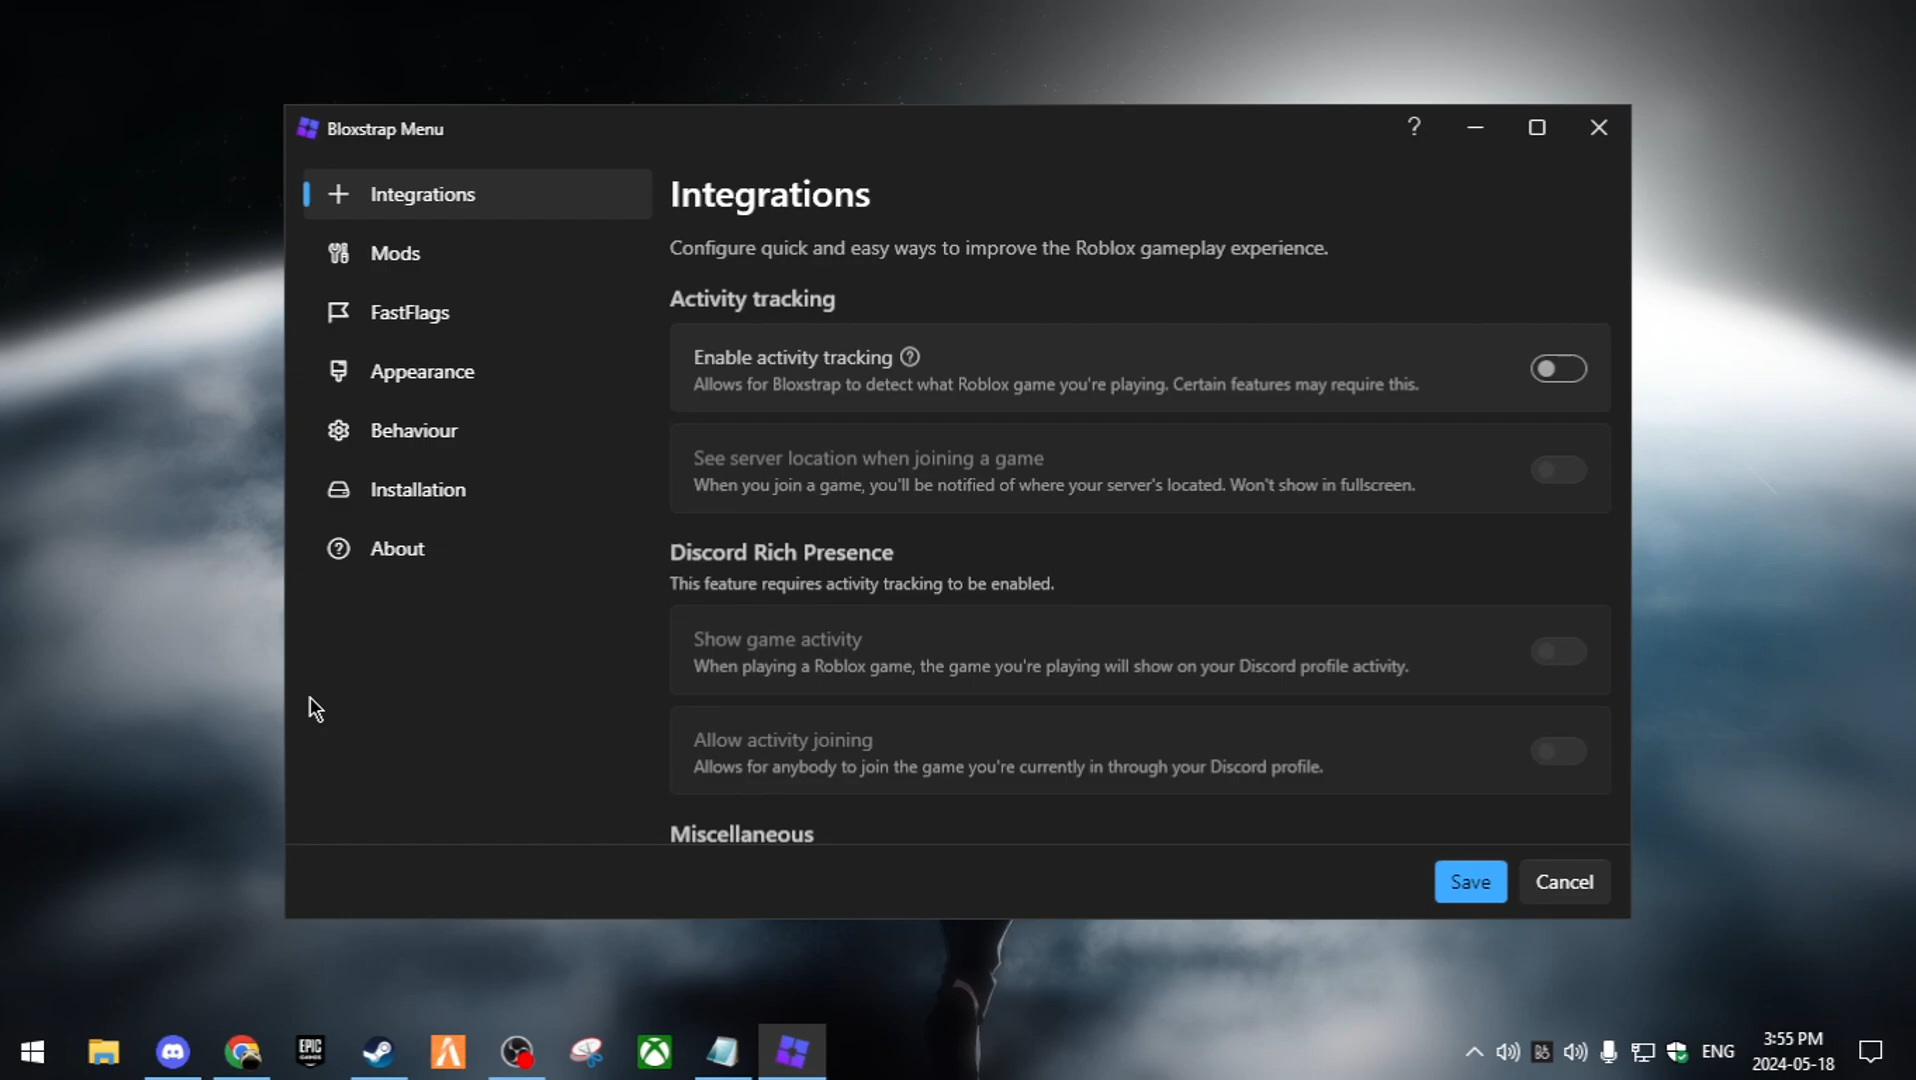 Bloxstrap Menu
?
Integrations
Mods
FastFlags
Appearance
Behaviour
Installation
About
Integrations
Configure quick and easy ways to improve the Roblox gameplay experience.
Activity tracking
Enable activity tracking
Allows for Bloxstrap to detect what Roblox game you're playing. Certain features may require this.
See server location when joining a game
When you join a game, you'll be notified of where your server's located. Won't show in fullscreen.
Discord Rich Presence
This feature requires activity tracking to be enabled.
Show game activity
When playing a Roblox game, the game you're playing will show on your Discord profile activity.
Allow activity joining
Allows for anybody to join the game you're currently in through your Discord profile.
Miscellaneous
Save
Cancel
EPIC
GAMES
ENG
3:55 PM
2024-05-18